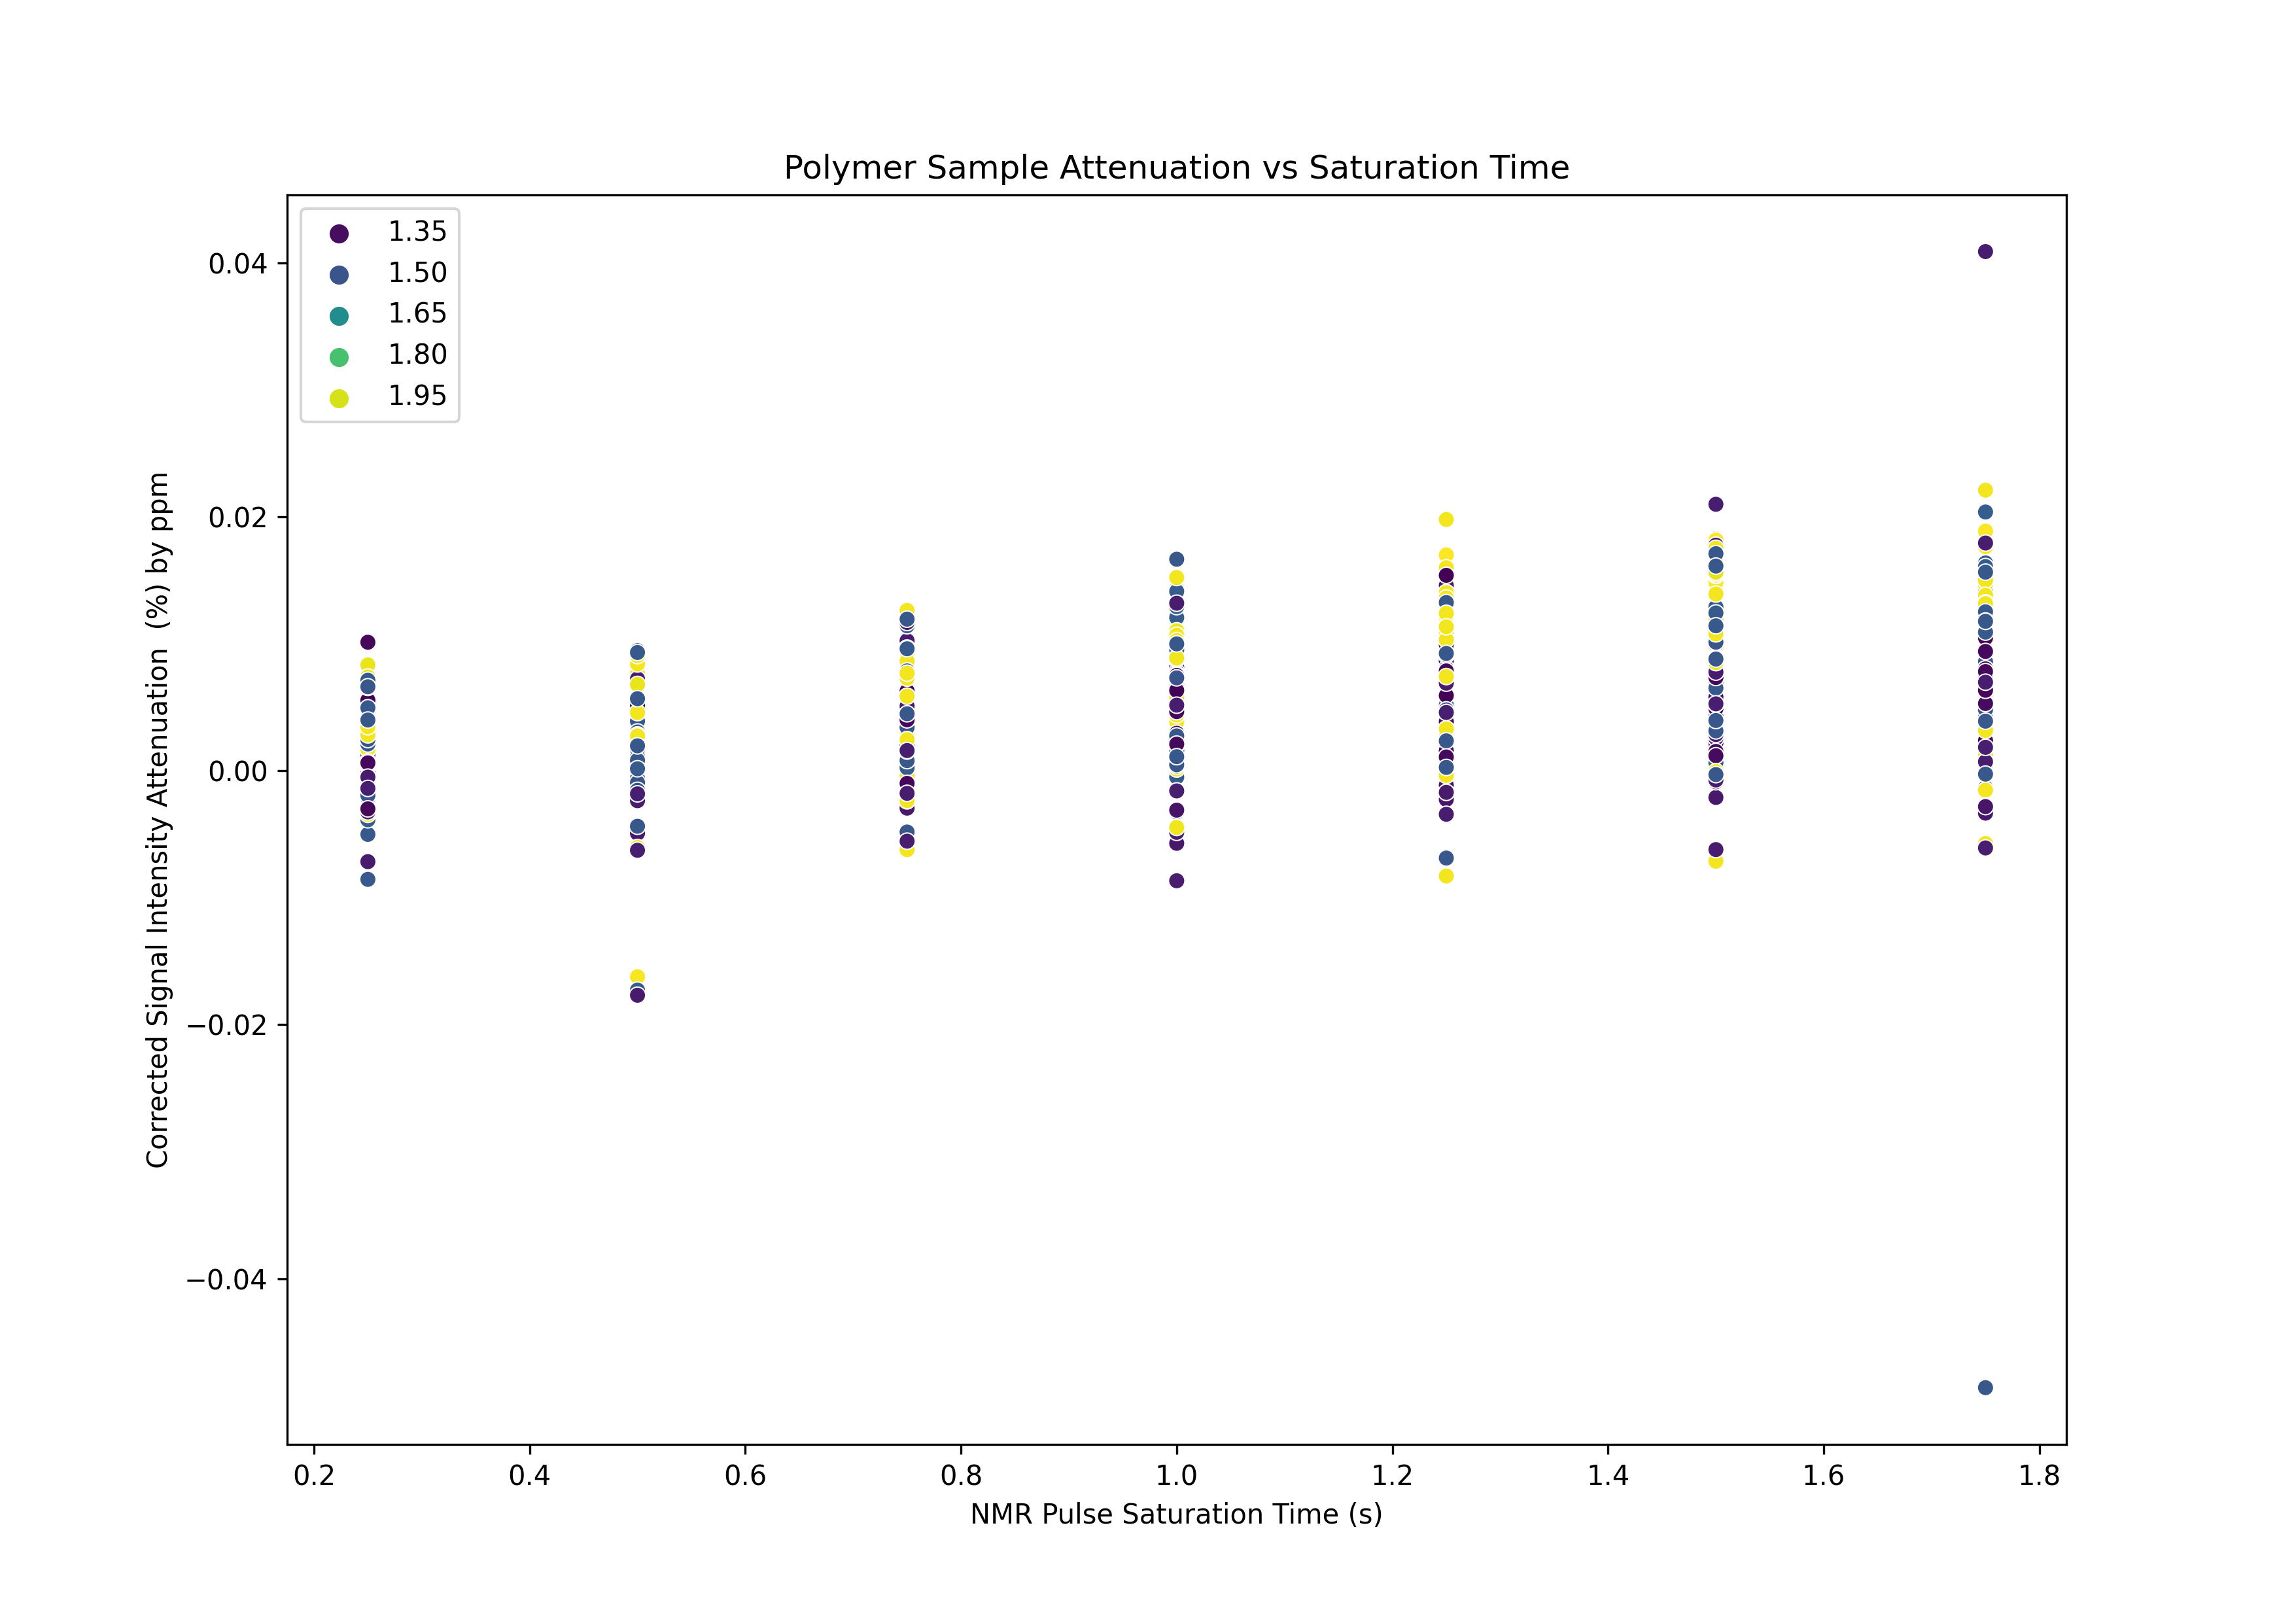 Polymer Sample Attenuation vs Saturation Time
1.35
1.50
1.65
1.80
1.95
Corrected Signal Intensity Attenuation  (%) by ppm
0.04
0.02
0.00
−0.02
−0.04
0.2 0.4 0.6 0.8 1.0 1.2 1.4 1.6 1.8
NMR Pulse Saturation Time (s)